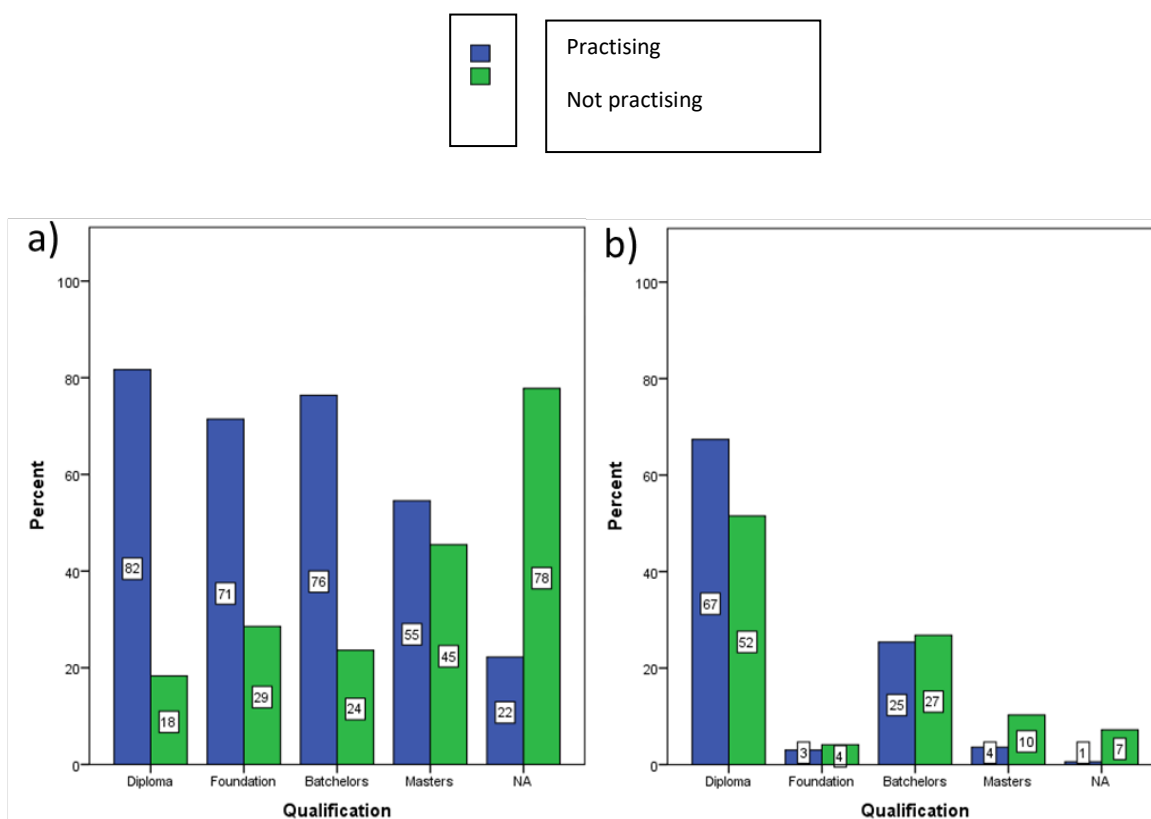 Practising
Not practising
a)
b)
Percent
100
80
60
40
20
0
82
18
71
29
76
24
55
45
22
78
Diploma
Foundation
Batchelors
Masters
NA
Qualification
Percent
100
80
60
40
20
0
67
52
3
4
25
27
4
10
1
7
Diploma
Foundation
Batchelors
Masters
NA
Qualification